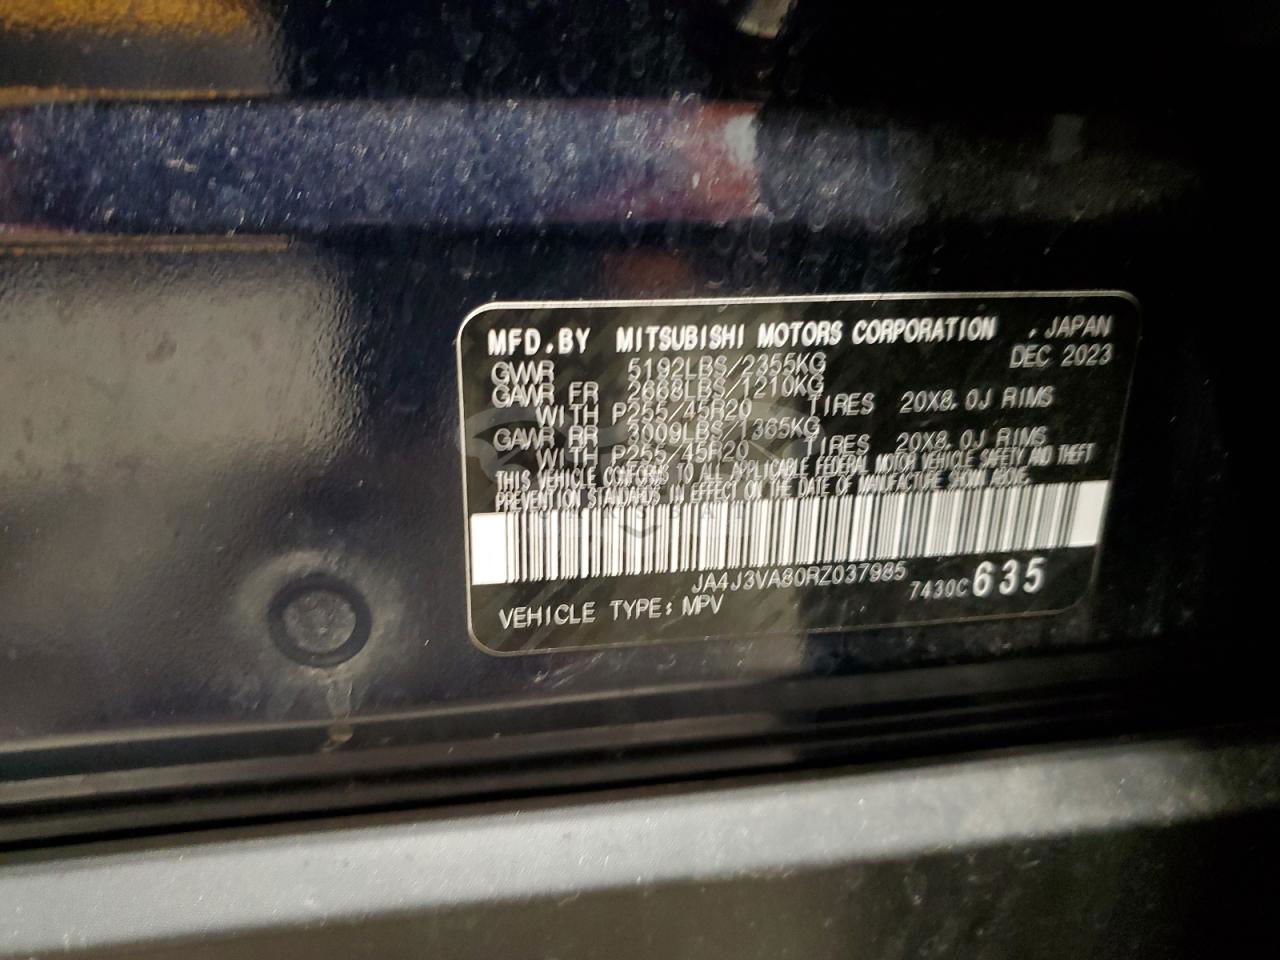 MFD.BY MITSUBISHI MOTORS CORPORATION , JAPAN
GVWR 5192LBS/2355KG DEC 2023
GAWR FR 2668LBS/1210KG
WITH P255/45R20 TIRES 20X8.0J RIMS
GAWR RR 3009LBS/1365KG
WITH P255/45R20 TIRES 20X8.0J RIMS
THIS VEHICLE CONFORMS TO ALL APPLICABLE FEDERAL MOTOR VEHICLE SAFETY AND THEFT
PREVENTION STANDARDS IN EFFECT ON THE DATE OF MANUFACTURE SHOWN ABOVE.
JA4J3VA80RZ037985
VEHICLE TYPE: MPV 7430C 635